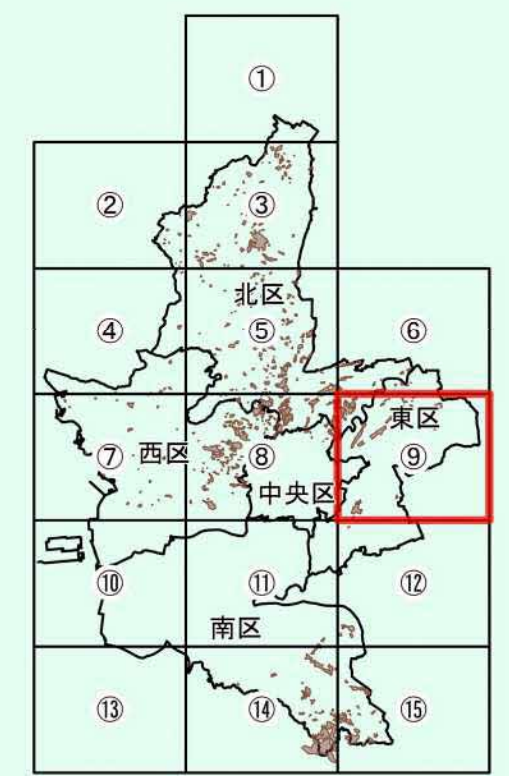 ①
② ③
北区
④ ⑤ ⑥
東区
⑦ 西区 ⑧ ⑨
中央区
⑩ ⑪ ⑫
南区
⑬ ⑭ ⑮